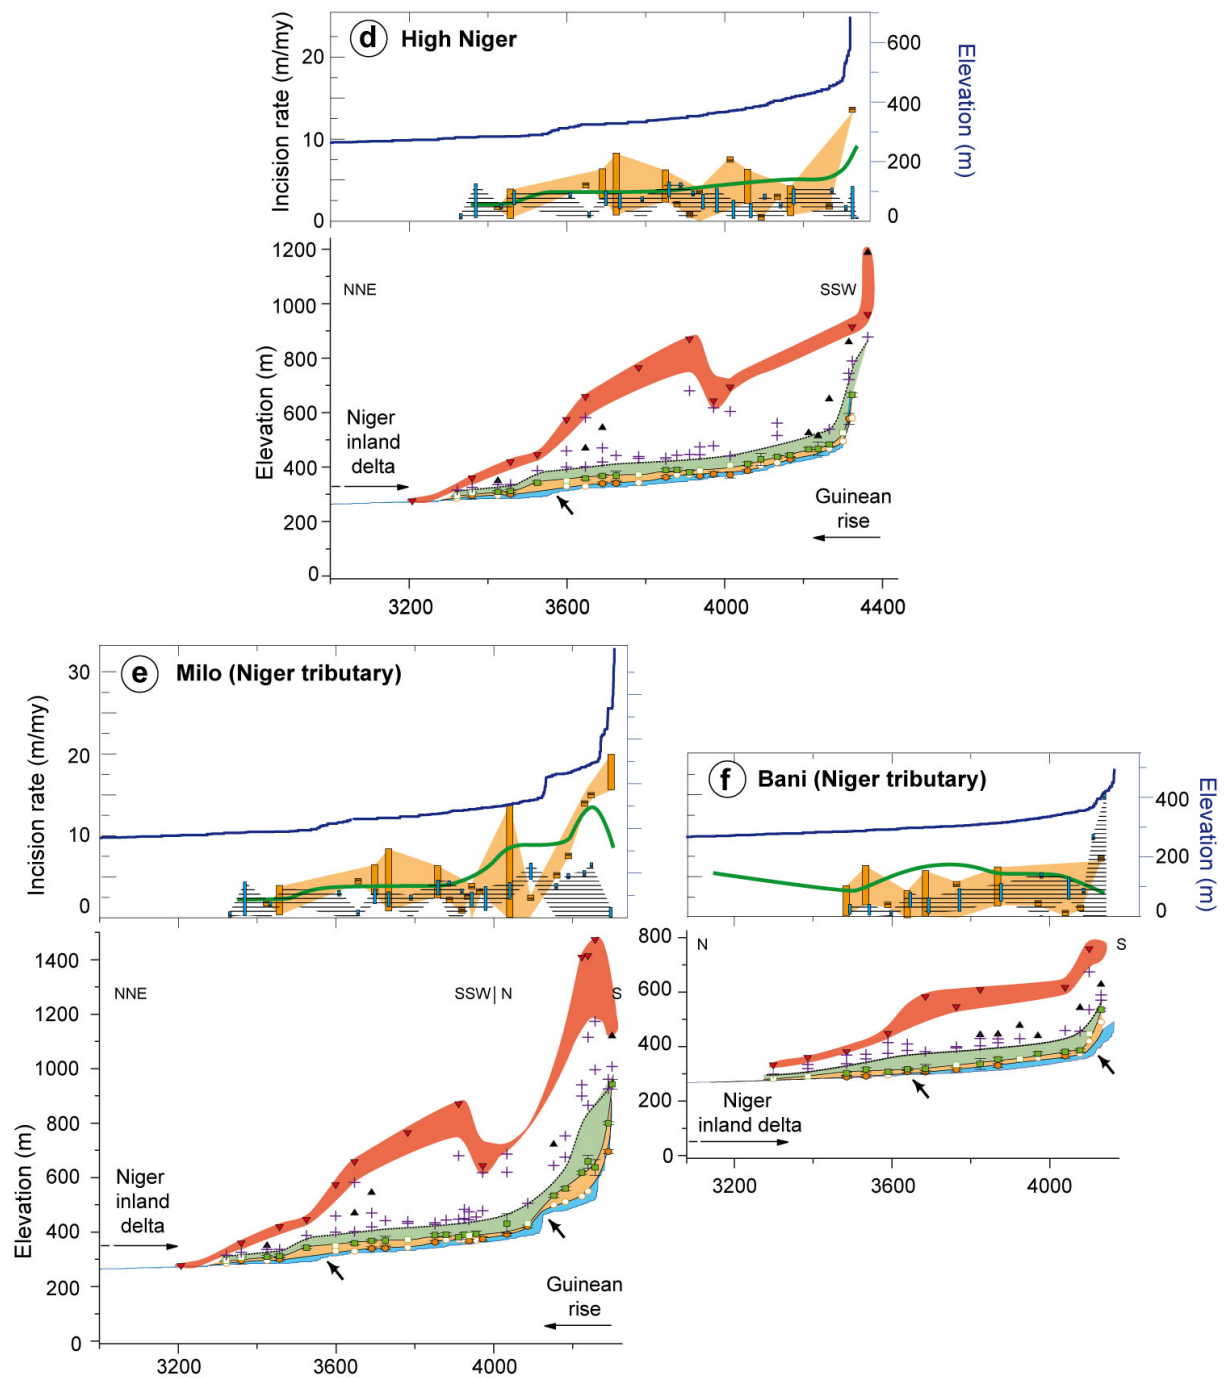 d High Niger
Incision rate (m/my)
20
10
0
Elevation (m)
600
400
200
0
Elevation (m)
1200
1000
800
600
400
200
0
NNE
SSW
Niger
inland
delta
Guinean
rise
3200 3600 4000 4400
e Milo (Niger tributary)
Incision rate (m/my)
30
20
10
0
Elevation (m)
1400
1200
1000
800
600
400
200
0
NNE
SSW|N
S
Niger
inland
delta
Guinean
rise
3200 3600 4000
f Bani (Niger tributary)
Elevation (m)
400
200
0
800
600
400
200
0
N
S
Niger
inland delta
3200 3600 4000